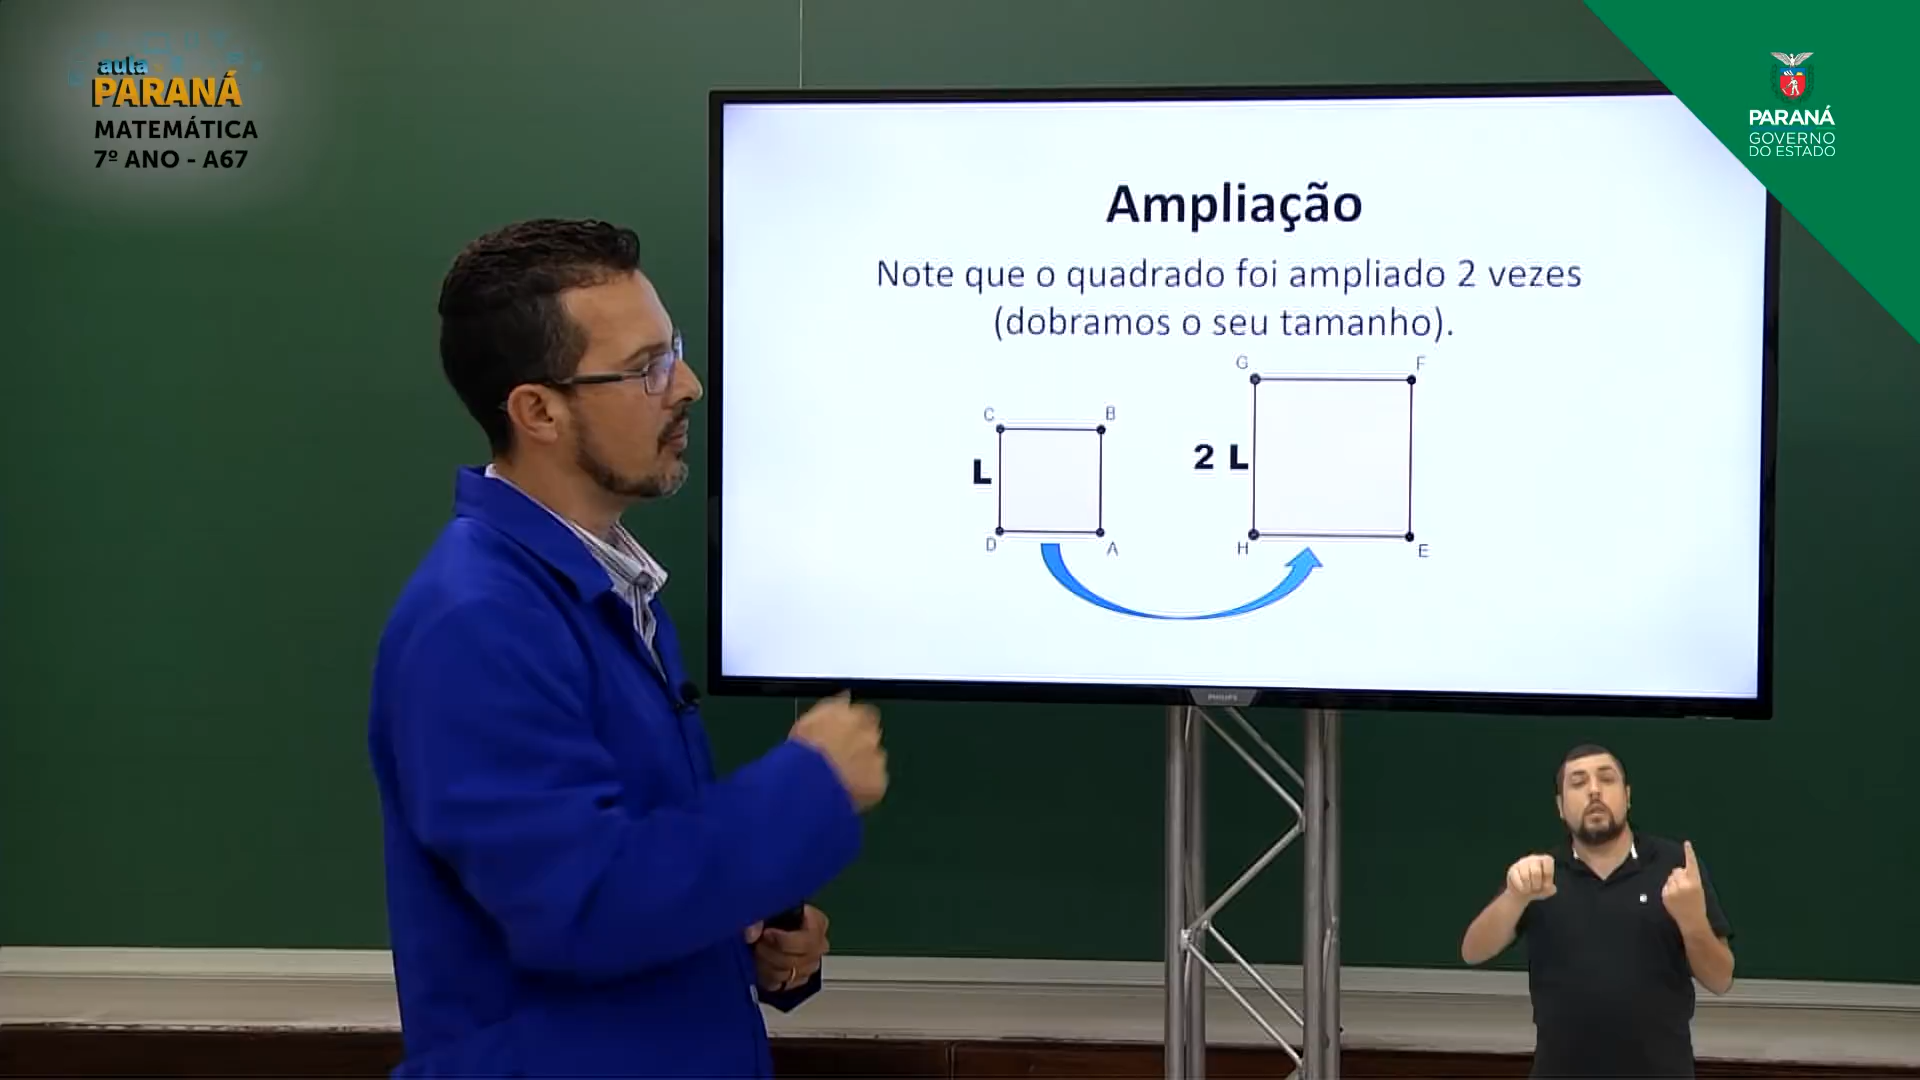 aula
PARANÁ
MATEMÁTICA
7º ANO - A67
PARANÁ
GOVERNO
DO ESTADO
Ampliação
Note que o quadrado foi ampliado 2 vezes
(dobramos o seu tamanho).
G F
C B
L
2 L
D A
H E
PHILIPS